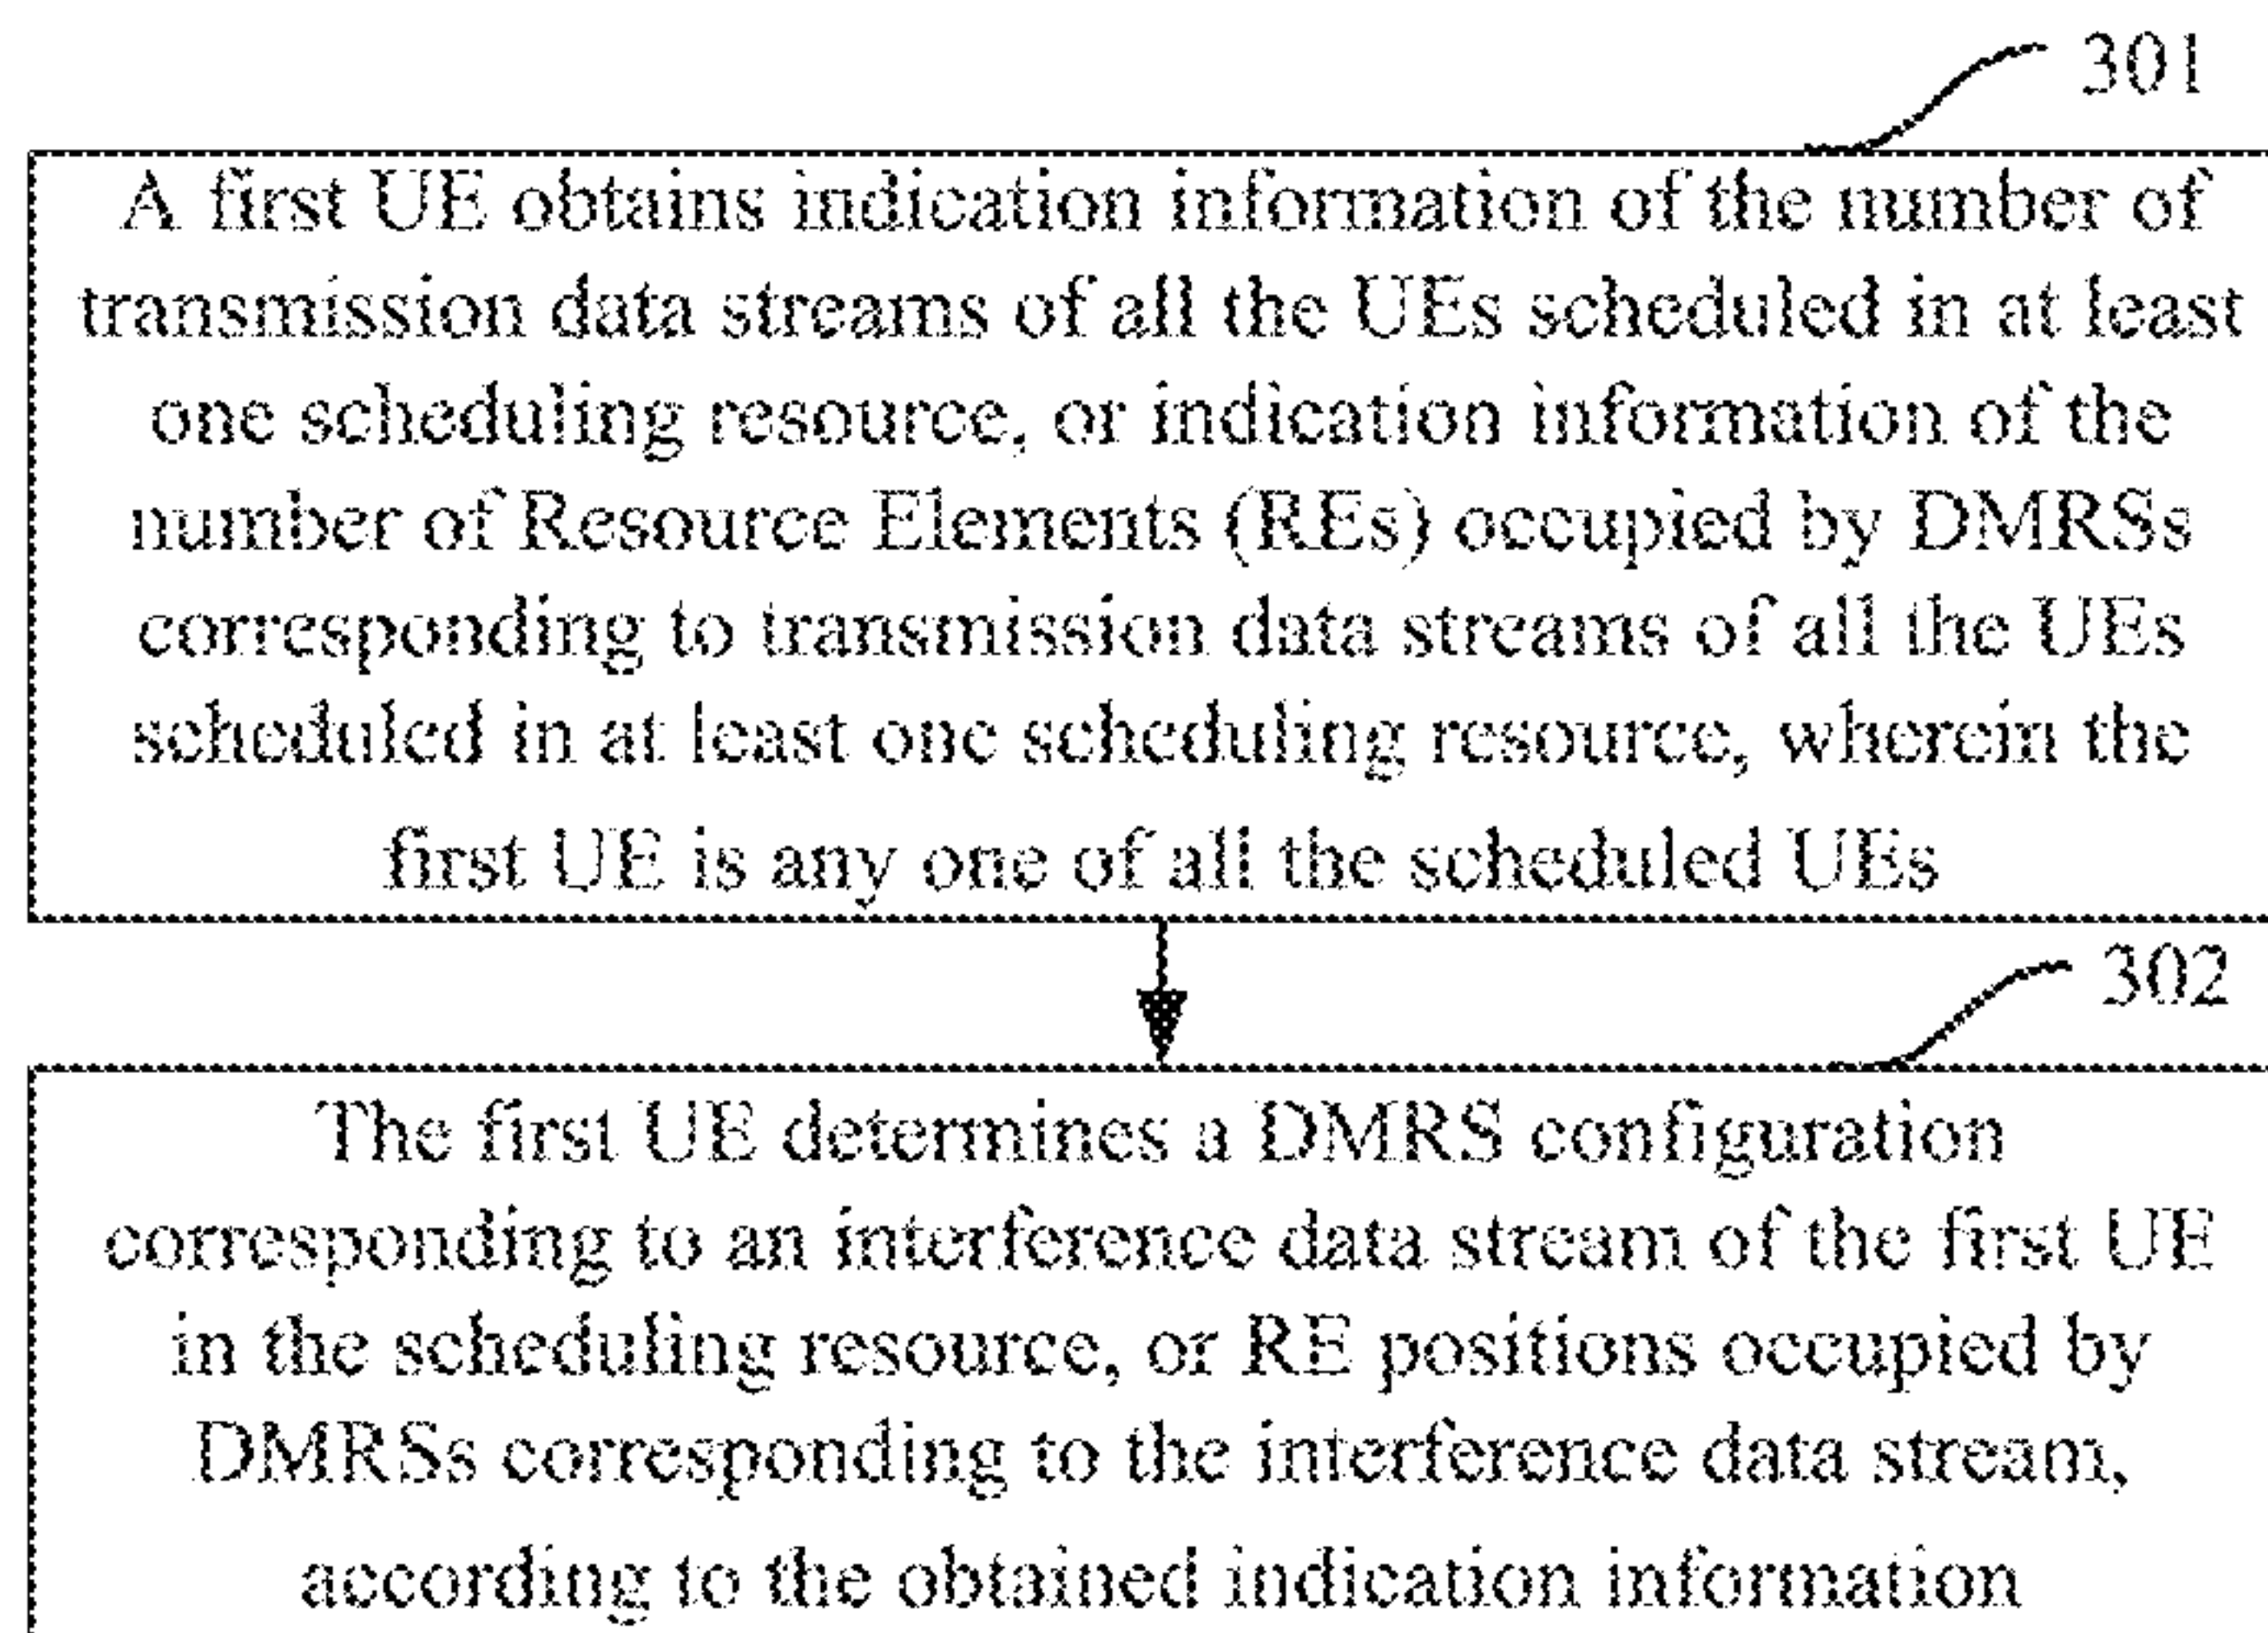 301
A first UE obtains indication information of the number of
transmission data streams of all the UEs scheduled in at least
one scheduling resource, or indication information of the
number of Resource Elements (REs) occupied by DMRSs
corresponding to transmission data streams of all the UEs
scheduled in at least one scheduling resource, wherein the
first UE is any one of all the scheduled UEs
302
The first UE determines a DMRS configuration
corresponding to an interference data stream of the first UE
in the scheduling resource, or RE positions occupied by
DMRSs corresponding to the interference data stream,
according to the obtained indication information